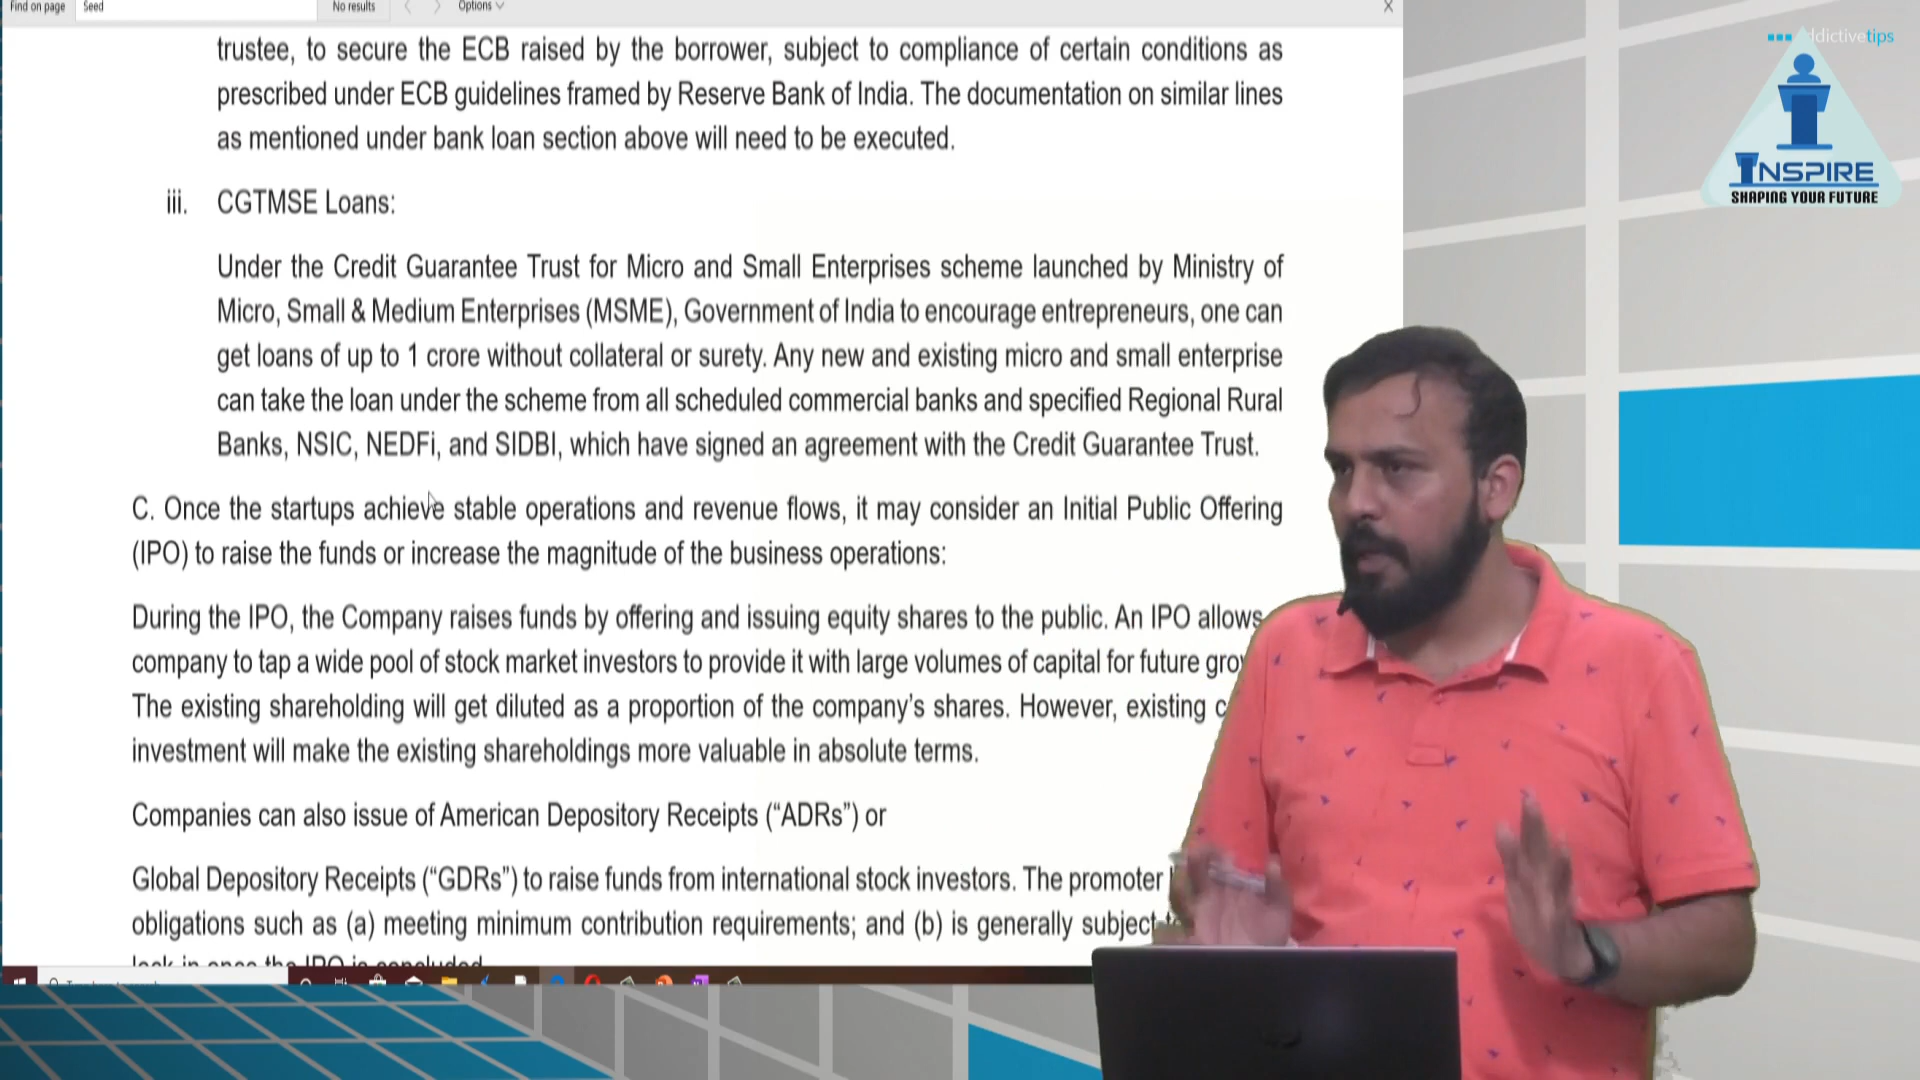 Find on page Seed No results Options
trustee, to secure the ECB raised by the borrower, subject to compliance of certain conditions as
prescribed under ECB guidelines framed by Reserve Bank of India. The documentation on similar lines
as mentioned under bank loan section above will need to be executed.
iii. CGTMSE Loans:
Under the Credit Guarantee Trust for Micro and Small Enterprises scheme launched by Ministry of
Micro, Small & Medium Enterprises (MSME), Government of India to encourage entrepreneurs, one can
get loans of up to 1 crore without collateral or surety. Any new and existing micro and small enterprise
can take the loan under the scheme from all scheduled commercial banks and specified Regional Rural
Banks, NSIC, NEDFi, and SIDBI, which have signed an agreement with the Credit Guarantee Trust.
C. Once the startups achieve stable operations and revenue flows, it may consider an Initial Public Offering
(IPO) to raise the funds or increase the magnitude of the business operations:
During the IPO, the Company raises funds by offering and issuing equity shares to the public. An IPO allows
company to tap a wide pool of stock market investors to provide it with large volumes of capital for future
The existing shareholding will get diluted as a proportion of the company's shares. However, existing
investment will make the existing shareholdings more valuable in absolute terms.
Companies can also issue of American Depository Receipts (“ADRs”) or
Global Depository Receipts (“GDRs”) to raise funds from international stock investors. The promoter
obligations such as (a) meeting minimum contribution requirements; and (b) is generally subject
lock in once the IPO is concluded
ddictivetips
INSPIRE
SHAPING YOUR FUTURE